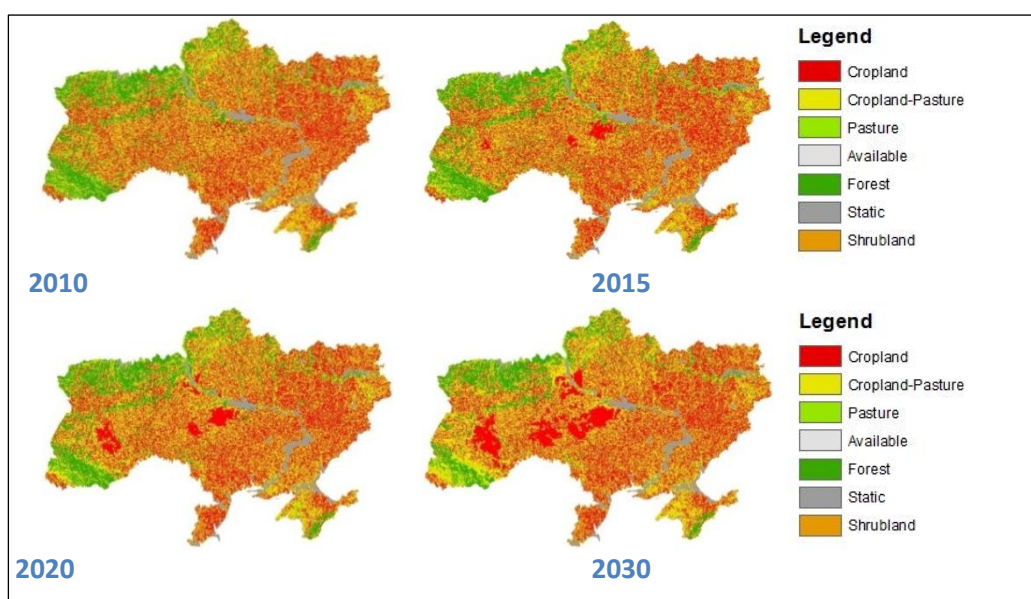 Legend
Cropland
Cropland-Pasture
Pasture
Available
Forest
Static
Shrubland
2010
2015
Legend
Cropland
Cropland-Pasture
Pasture
Available
Forest
Static
Shrubland
2020
2030